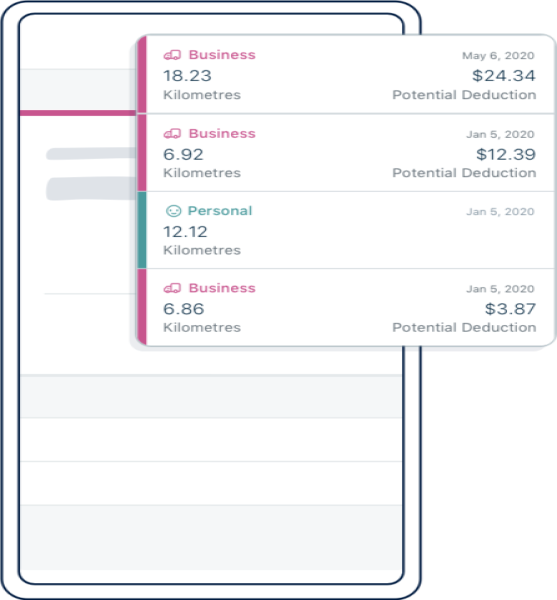 Business May 6, 2020
18.23 $24.34
Kilometres Potential Deduction
Business Jan 5, 2020
6.92 $12.39
Kilometres Potential Deduction
Personal Jan 5, 2020
12.12
Kilometres
Business Jan 5, 2020
6.86 $3.87
Kilometres Potential Deduction